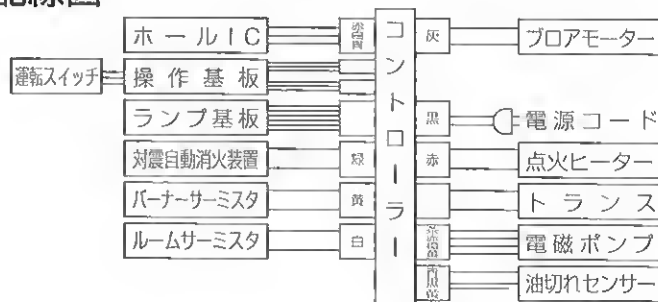 配線図
ホールIC
運転スイッチ
操作基板
ランプ基板
対震自動消火装置
緑
バーナーサーミスタ
黄
ルームサーミスタ
白
コントローラー
灰
ブロアモーター
黒
電源コード
赤
点火ヒーター
トランス
電磁ポンプ
油切れセンサー